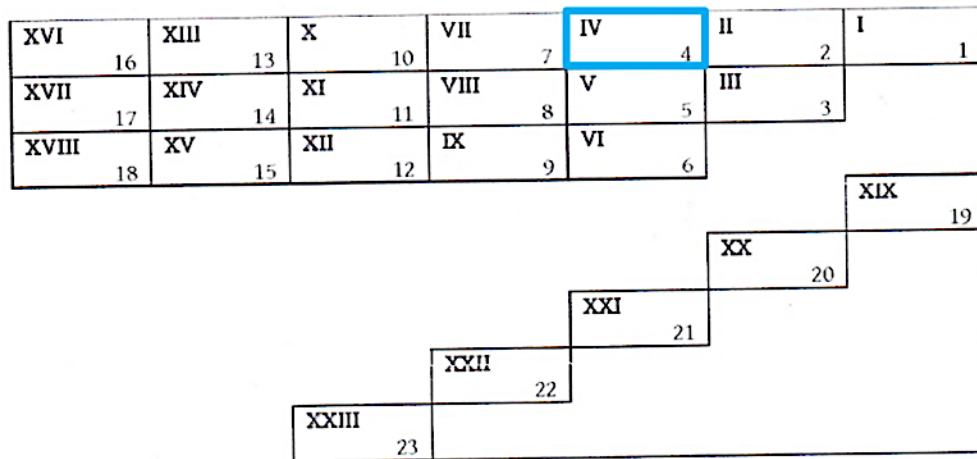 XVI XIII X VII IV II I
16 13 10 7 4 2 1
XVII XIV XI VIII V III
17 14 11 8 5 3
XVIII XV XII IX VI
18 15 12 9 6
XIX
19
XX
20
XXI
21
XXII
22
XXIII
23